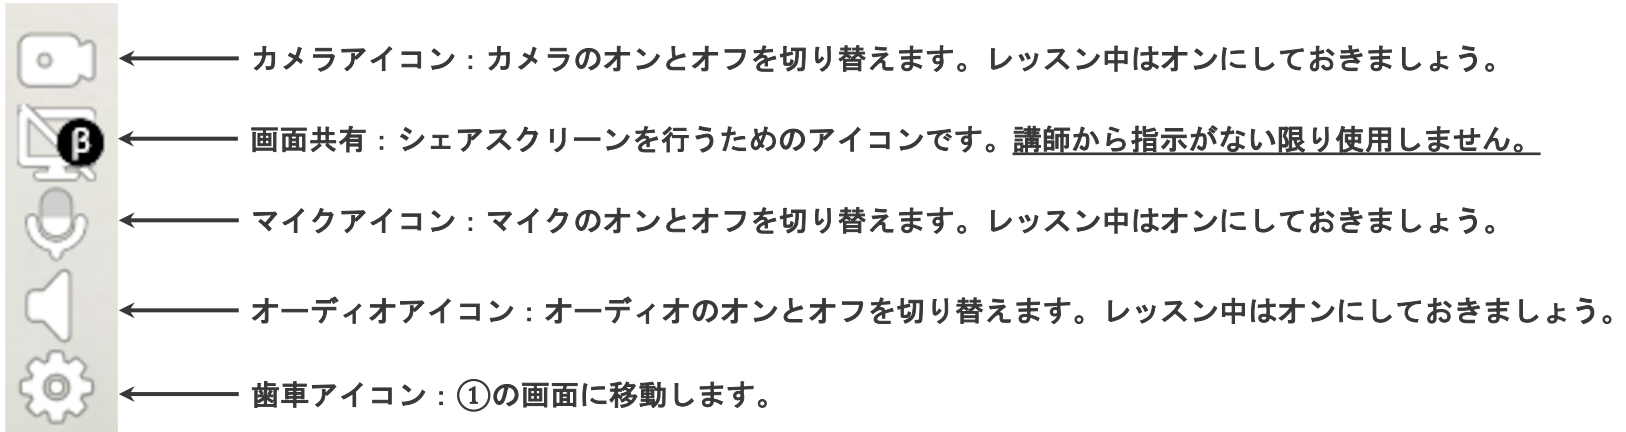 カメラアイコン：カメラのオンとオフを切り替えます。レッスン中はオンにしておきましょう。
β
画面共有：シェアスクリーンを行うためのアイコンです。講師から指示がない限り使用しません。
マイクアイコン：マイクのオンとオフを切り替えます。レッスン中はオンにしておきましょう。
オーディオアイコン：オーディオのオンとオフを切り替えます。レッスン中はオンにしておきましょう。
歯車アイコン：①の画面に移動します。